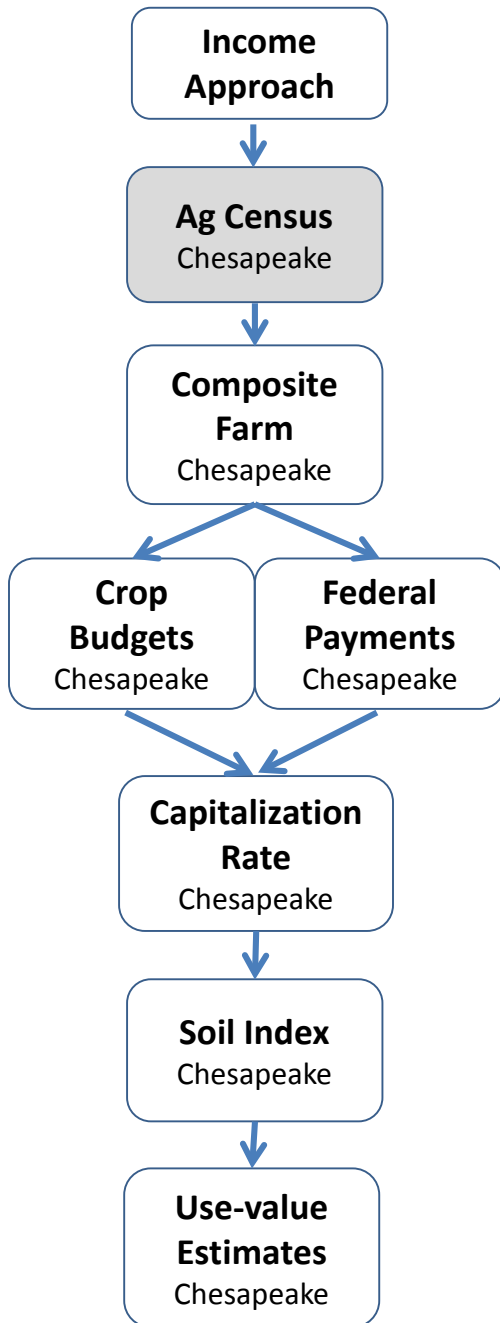 Income
Approach
Ag Census
Chesapeake
Composite
Farm
Chesapeake
Crop
Budgets
Chesapeake
Federal
Payments
Chesapeake
Capitalization
Rate
Chesapeake
Soil Index
Chesapeake
Use-value
Estimates
Chesapeake